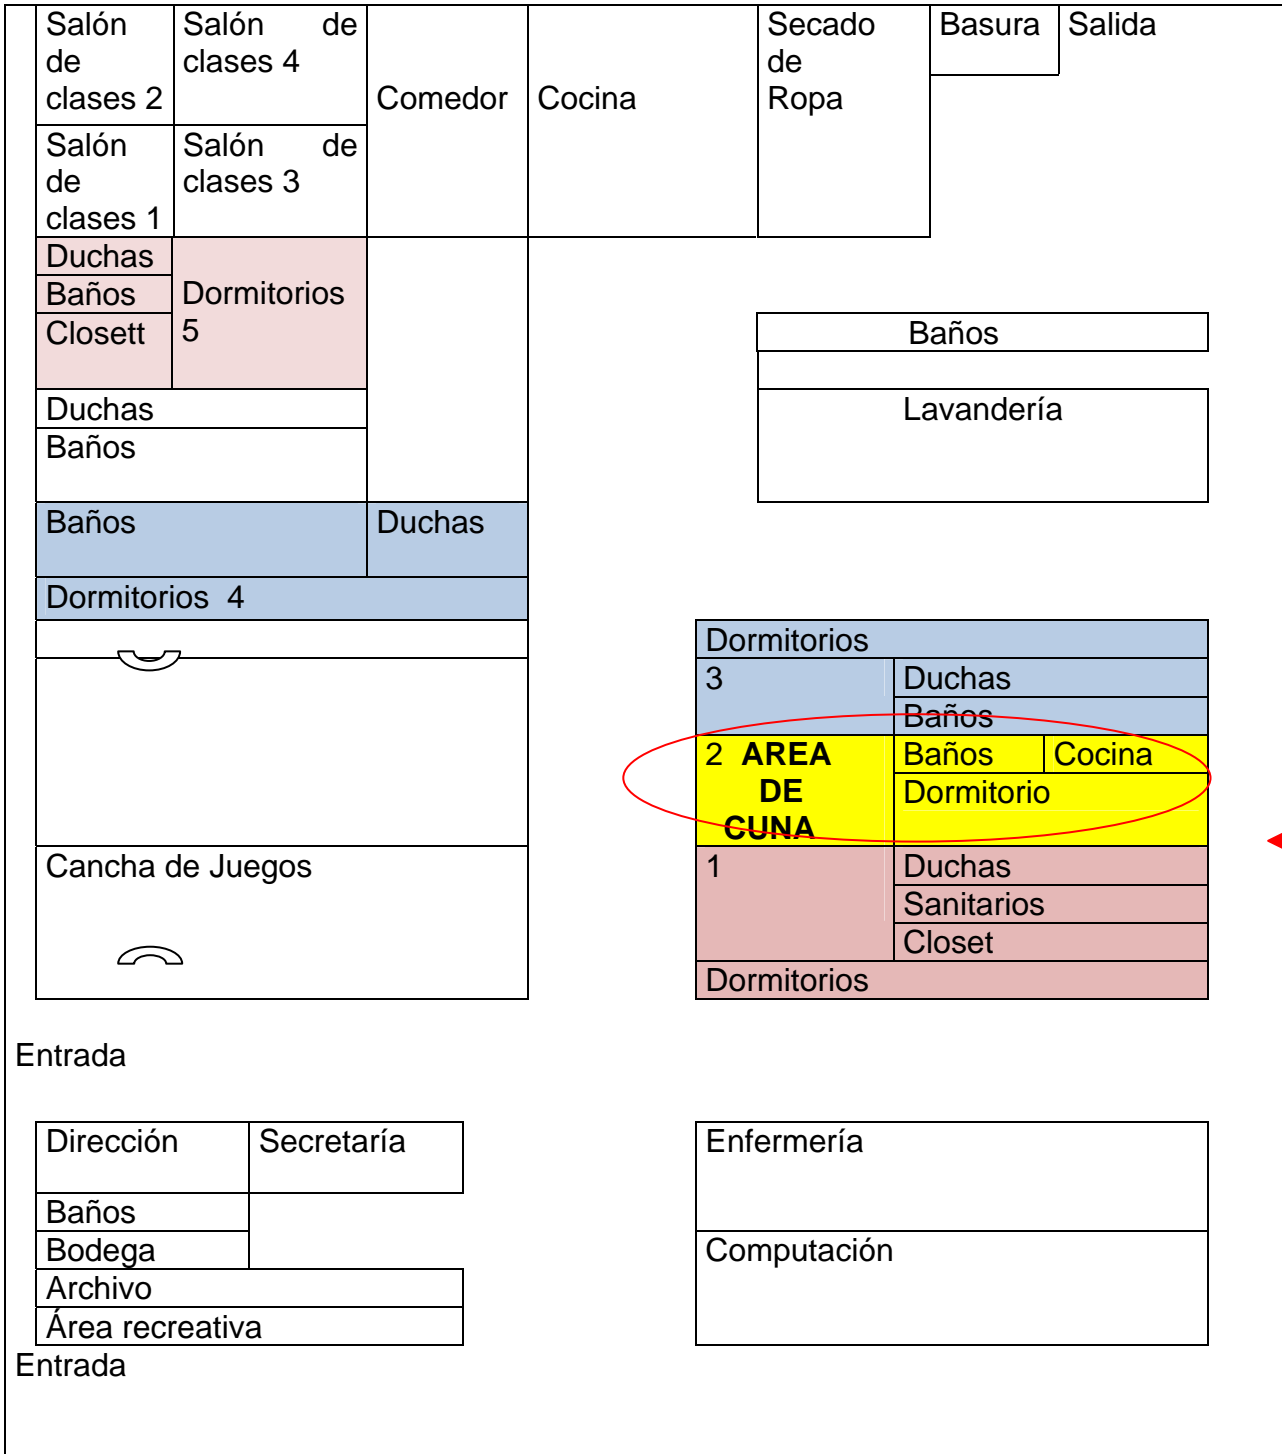 Salón de clases 2
Salón de clases 4
Comedor
Cocina
Secado de Ropa
Basura
Salida
Salón de clases 1
Salón de clases 3
Duchas
Baños
Closett
Dormitorios 5
Baños
Duchas
Baños
Lavandería
Baños
Duchas
Dormitorios 4
Dormitorios
3
Duchas
Baños
2 AREA DE CUNA
Baños
Cocina
Dormitorio
Cancha de Juegos
1
Duchas
Sanitarios
Closet
Dormitorios
Entrada
Dirección
Secretaría
Enfermería
Baños
Bodega
Computación
Archivo
Área recreativa
Entrada